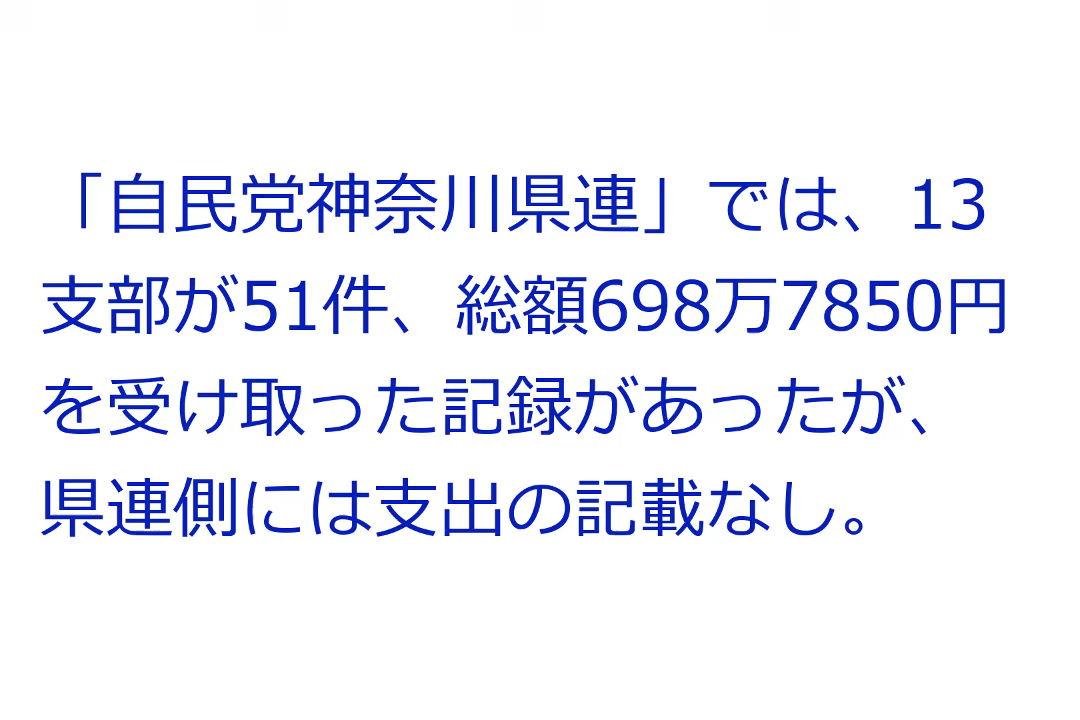 「自民党神奈川県連」では、13
支部が51件、総額698万7850円
を受け取った記録があったが、
県連側には支出の記載なし。